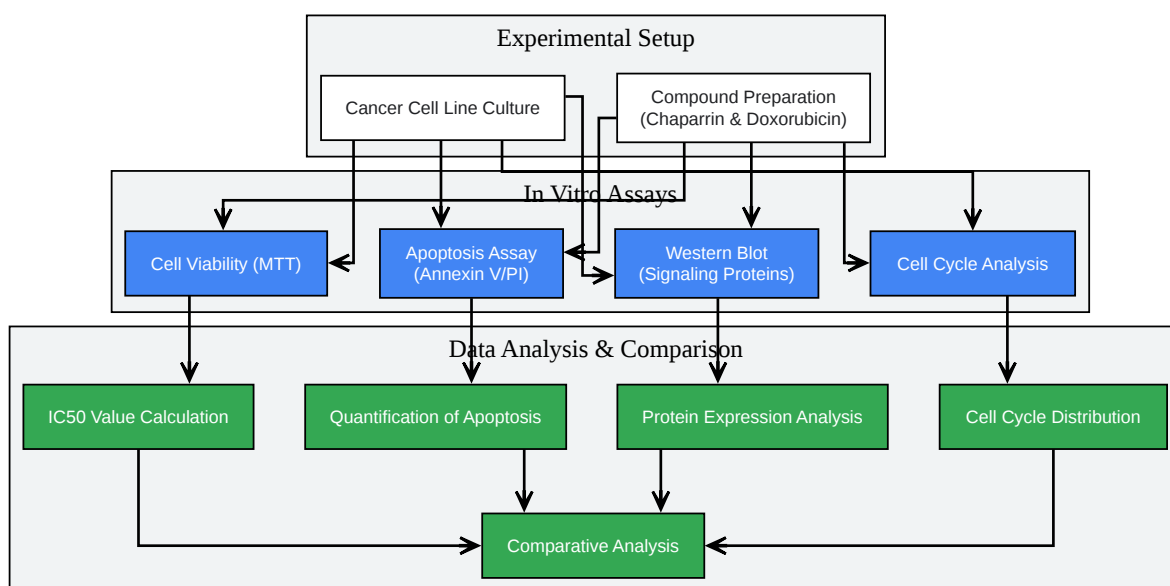 Experimental Setup
Cancer Cell Line Culture
Compound Preparation
(Chaparrin & Doxorubicin)
In Vitro Assays
Cell Viability (MTT)
Apoptosis Assay
(Annexin V/PI)
Western Blot
(Signaling Proteins)
Cell Cycle Analysis
Data Analysis & Comparison
IC50 Value Calculation
Quantification of Apoptosis
Protein Expression Analysis
Cell Cycle Distribution
Comparative Analysis